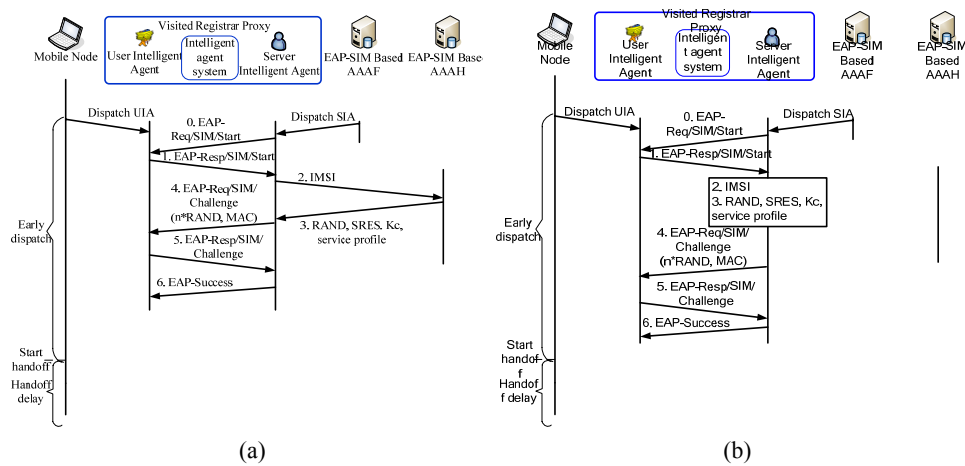 Visited Registrar Proxy
Mobile Node
User Intelligent
Agent
Intelligent
agent
system
Server
Intelligent Agent
EAP-SIM Based
AAAF
EAP-SIM Base
AAAH
Dispatch UIA
0. EAP-
Req/SIM/Start
Dispatch SIA
1. EAP-Resp/SIM/Start
2. IMSI
4. EAP-Req/SIM/
Challenge
(n*RAND, MAC)
3. RAND, SRES, Kc,
service profile
5. EAP-Resp/SIM/
Challenge
6. EAP-Success
Early
dispatch
Start
handoff
Handoff
delay
(a)
Visited Registrar
Proxy
Mobile
Node
User
Intelligent
Agent
Intelligen
t agent
system
Server
Intelligent
Agent
EAP-SIM
Based
AAAF
EAP-SIM
Based
AAAH
Dispatch UIA
0. EAP-
Req/SIM/Start
Dispatch SIA
1. EAP-Resp/SIM/Start
2. IMSI
3. RAND, SRES, Kc,
service profile
4. EAP-Req/SIM/
Challenge
(n*RAND, MAC)
5. EAP-Resp/SIM/
Challenge
6. EAP-Success
Early
dispatch
Start
handof
f
Handof
f delay
(b)